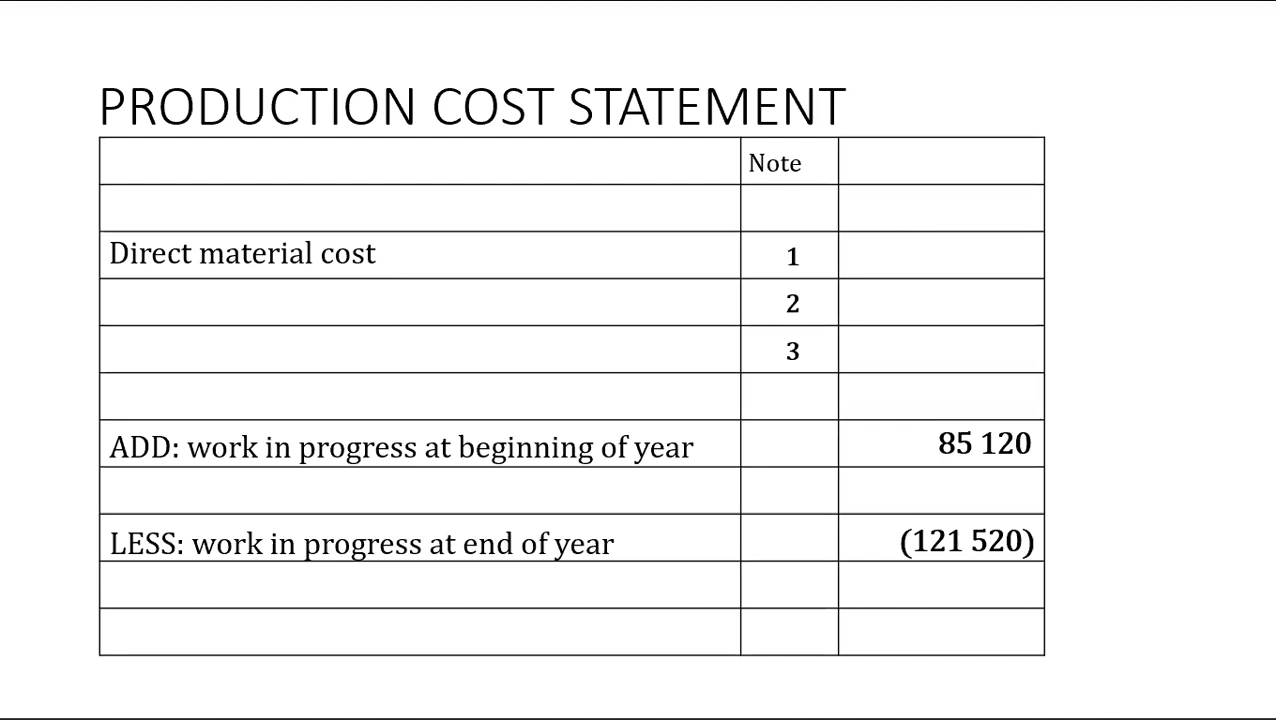 PRODUCTION COST STATEMENT
Note
Direct material cost 1
2
3
ADD: work in progress at beginning of year 85 120
LESS: work in progress at end of year (121 520)